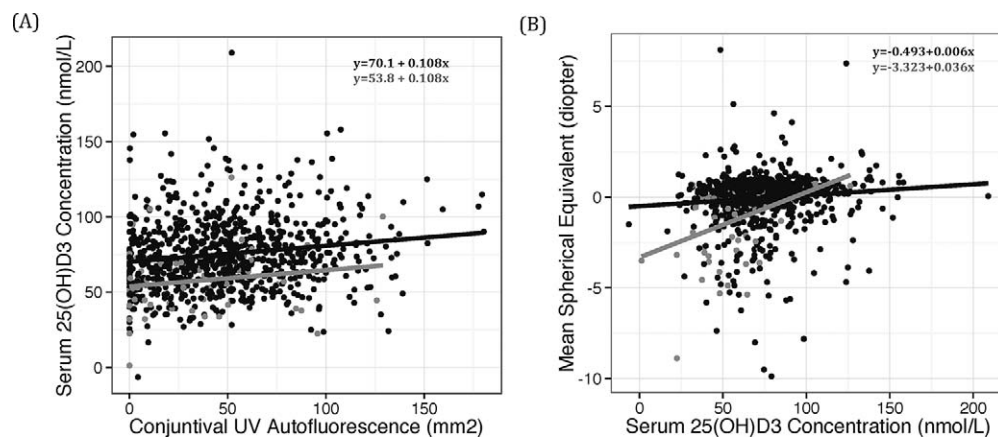 (A)
(B)
y=70.1 + 0.108x
y=53.8 + 0.108x
Serum 25(OH)D3 Concentration (nmol/L)
200
150
100
50
0
0
50
100
150
Conjuntival UV Autofluorescence (mm2)
y=-0.493+0.006x
y=-3.323+0.036x
Mean Spherical Equivalent (diopter)
5
0
-5
-10
0
50
100
150
200
Serum 25(OH)D3 Concentration (nmol/L)